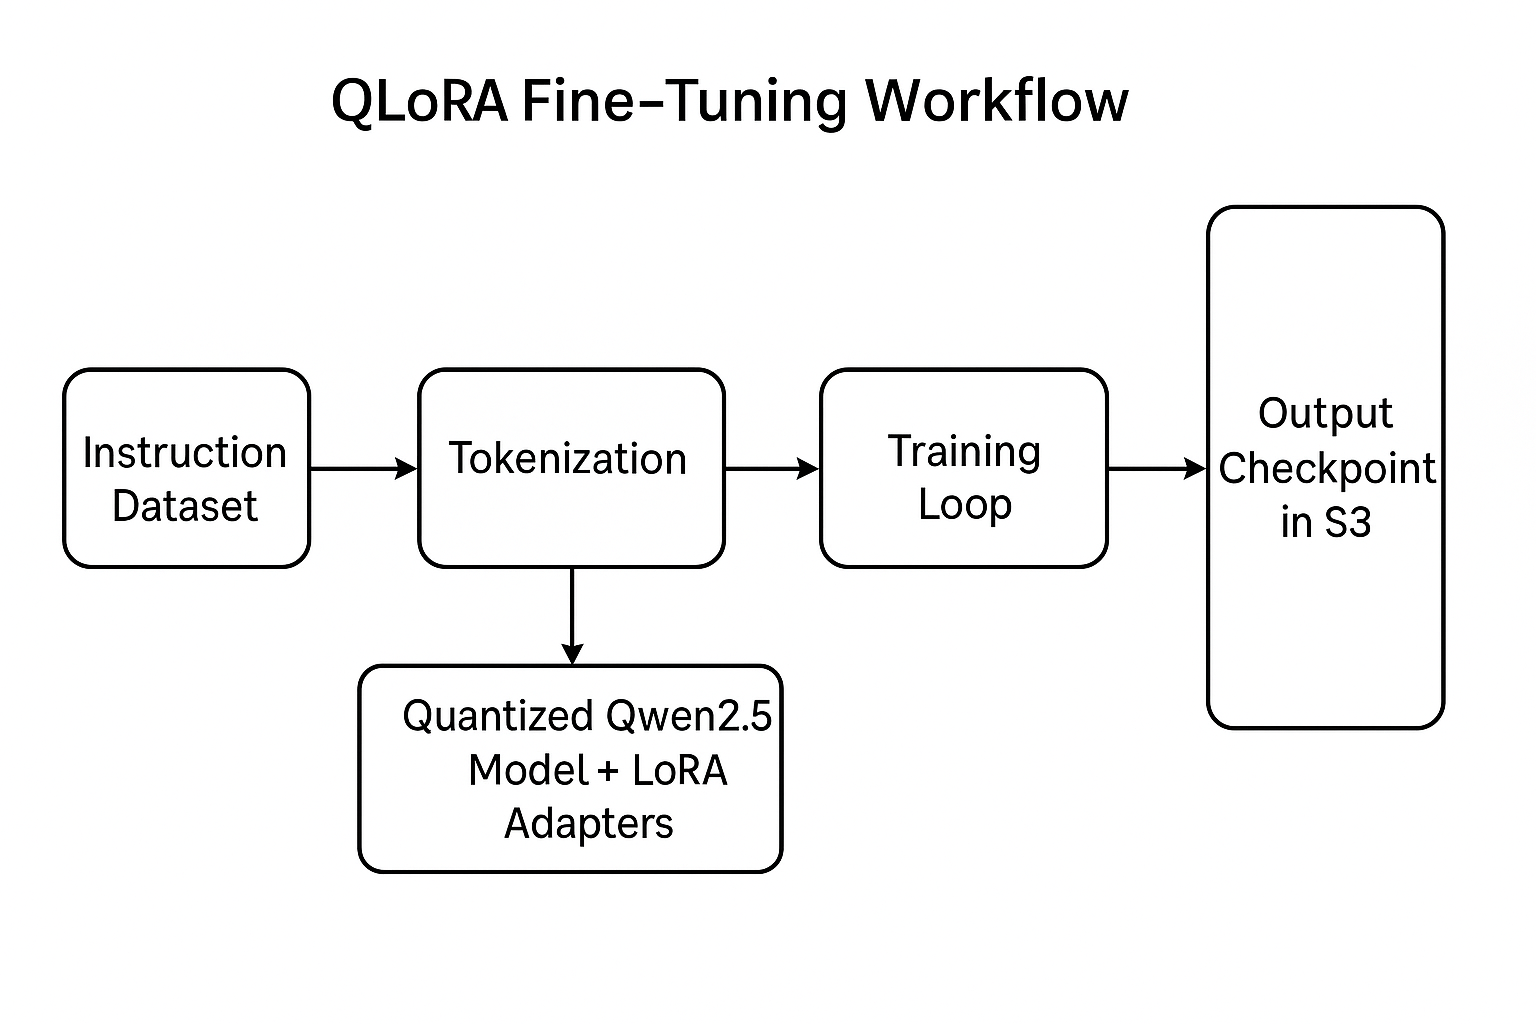 QLoRA Fine-Tuning Workflow
Instruction
Dataset
Tokenization
Training
Loop
Output
Checkpoint
in S3
Quantized Qwen2.5
Model + LoRA
Adapters